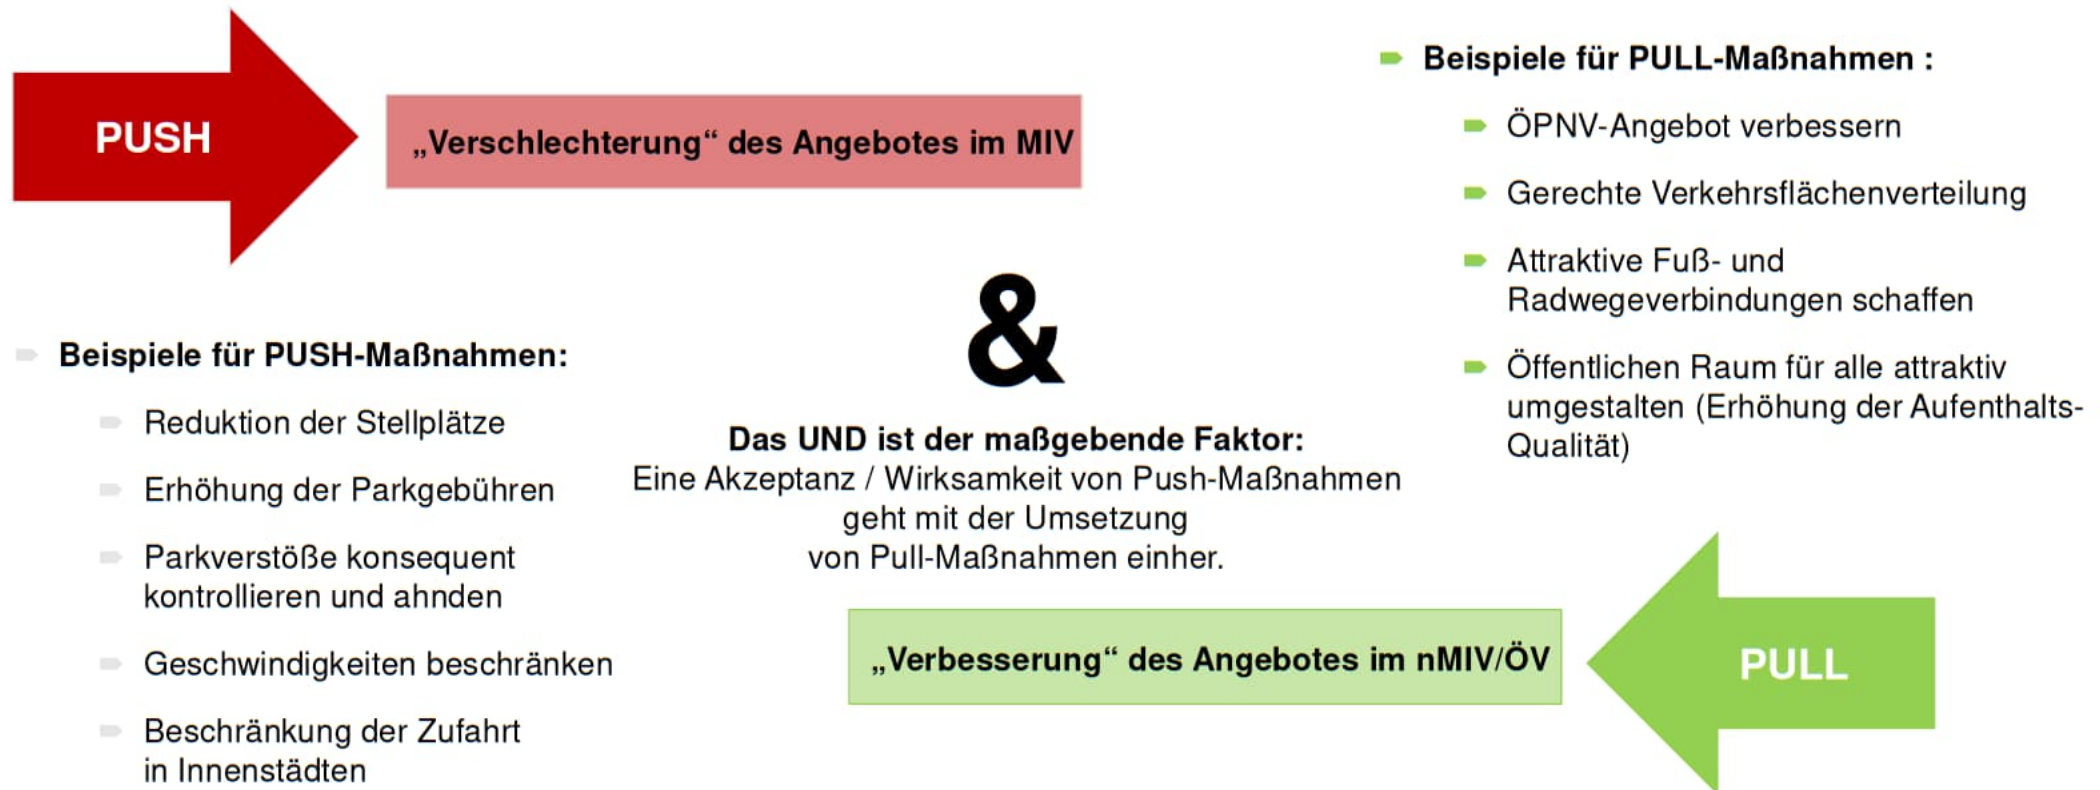 PUSH
„Verschlechterung“ des Angebotes im MIV
Beispiele für PUSH-Maßnahmen:
Reduktion der Stellplätze
Erhöhung der Parkgebühren
Parkverstöße konsequent
kontrollieren und ahnden
Geschwindigkeiten beschränken
Beschränkung der Zufahrt
in Innenstädten
&
Das UND ist der maßgebende Faktor:
Eine Akzeptanz / Wirksamkeit von Push-Maßnahmen
geht mit der Umsetzung
von Pull-Maßnahmen einher.
Beispiele für PULL-Maßnahmen :
ÖPNV-Angebot verbessern
Gerechte Verkehrsflächenverteilung
Attraktive Fuß- und
Radwegeverbindungen schaffen
Öffentlichen Raum für alle attraktiv
umgestalten (Erhöhung der Aufenthalts-
Qualität)
„Verbesserung“ des Angebotes im nMIV/ÖV
PULL